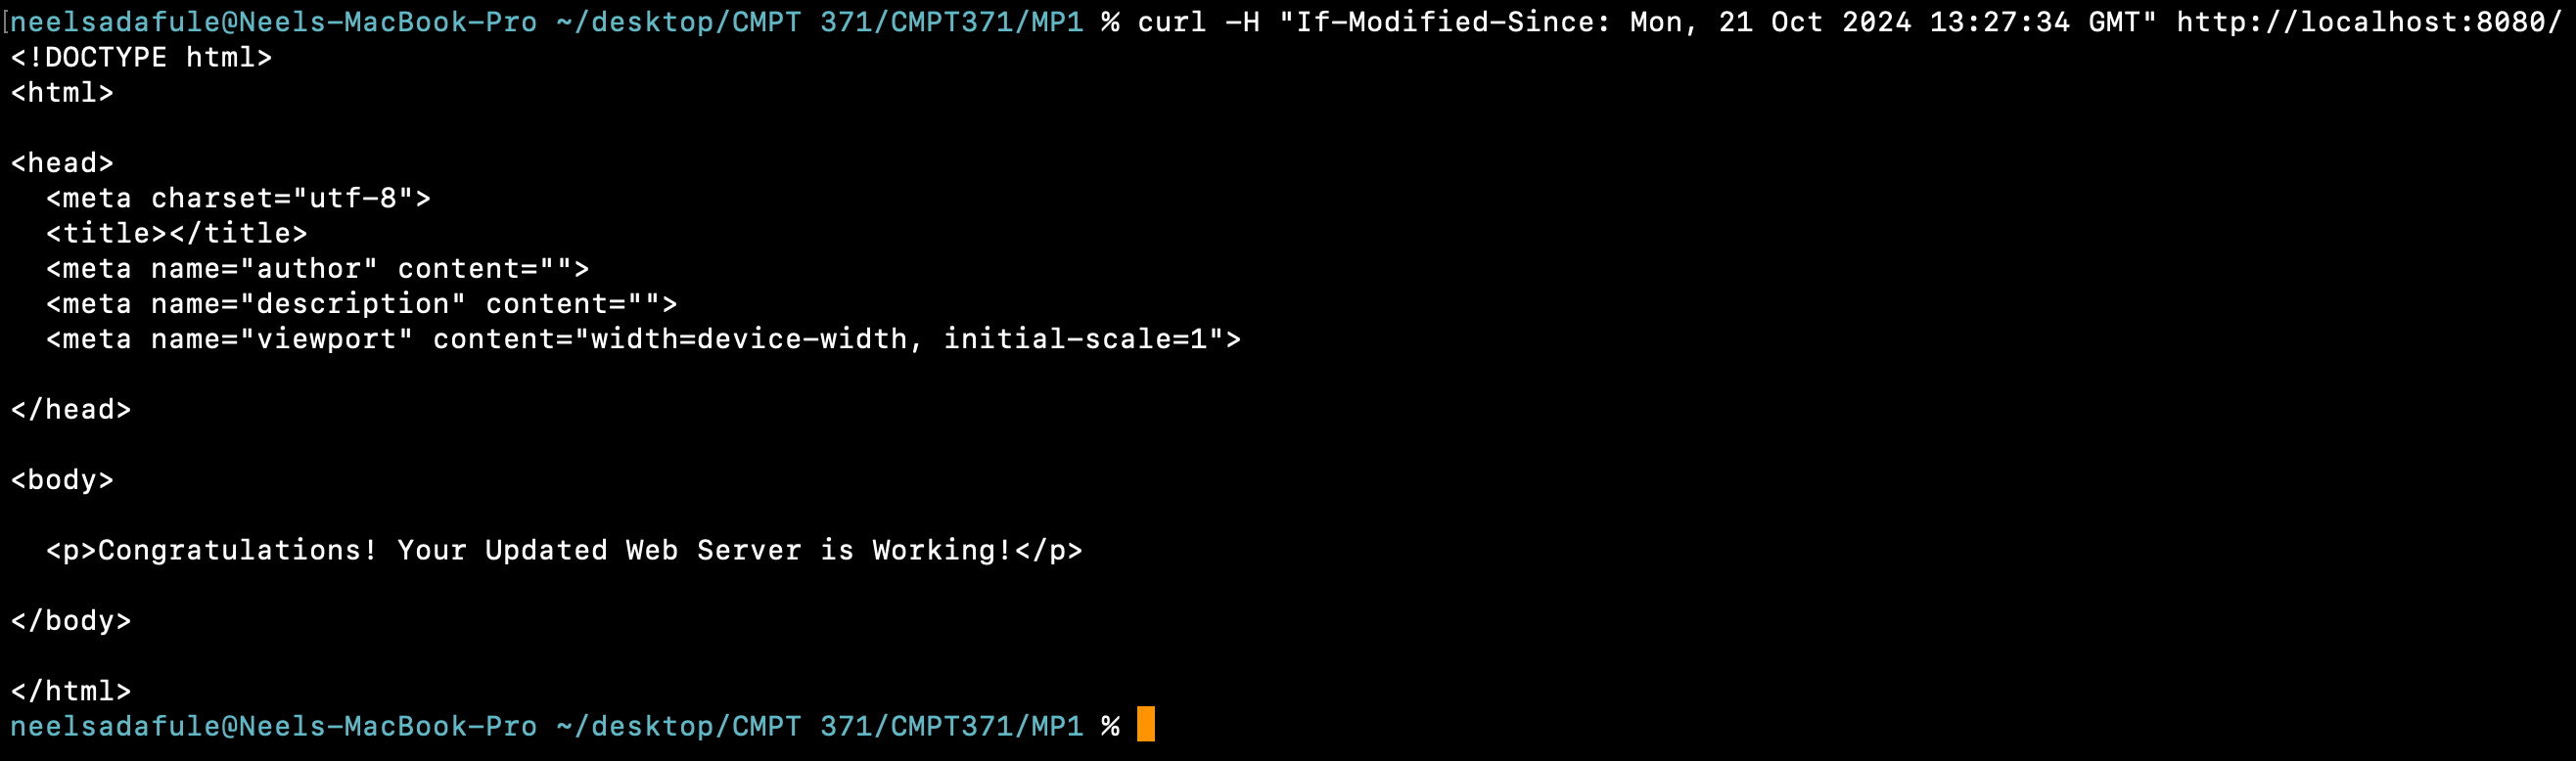 neelsadafule@Neels-MacBook-Pro ~/desktop/CMPT 371/CMPT371/MP1 % curl -H "If-Modified-Since: Mon, 21 Oct 2024 13:27:34 GMT" http://localhost:8080/
<!DOCTYPE html>
<html>

<head>
  <meta charset="utf-8">
  <title></title>
  <meta name="author" content="">
  <meta name="description" content="">
  <meta name="viewport" content="width=device-width, initial-scale=1">

</head>

<body>

  <p>Congratulations! Your Updated Web Server is Working!</p>

</body>

</html>
neelsadafule@Neels-MacBook-Pro ~/desktop/CMPT 371/CMPT371/MP1 %